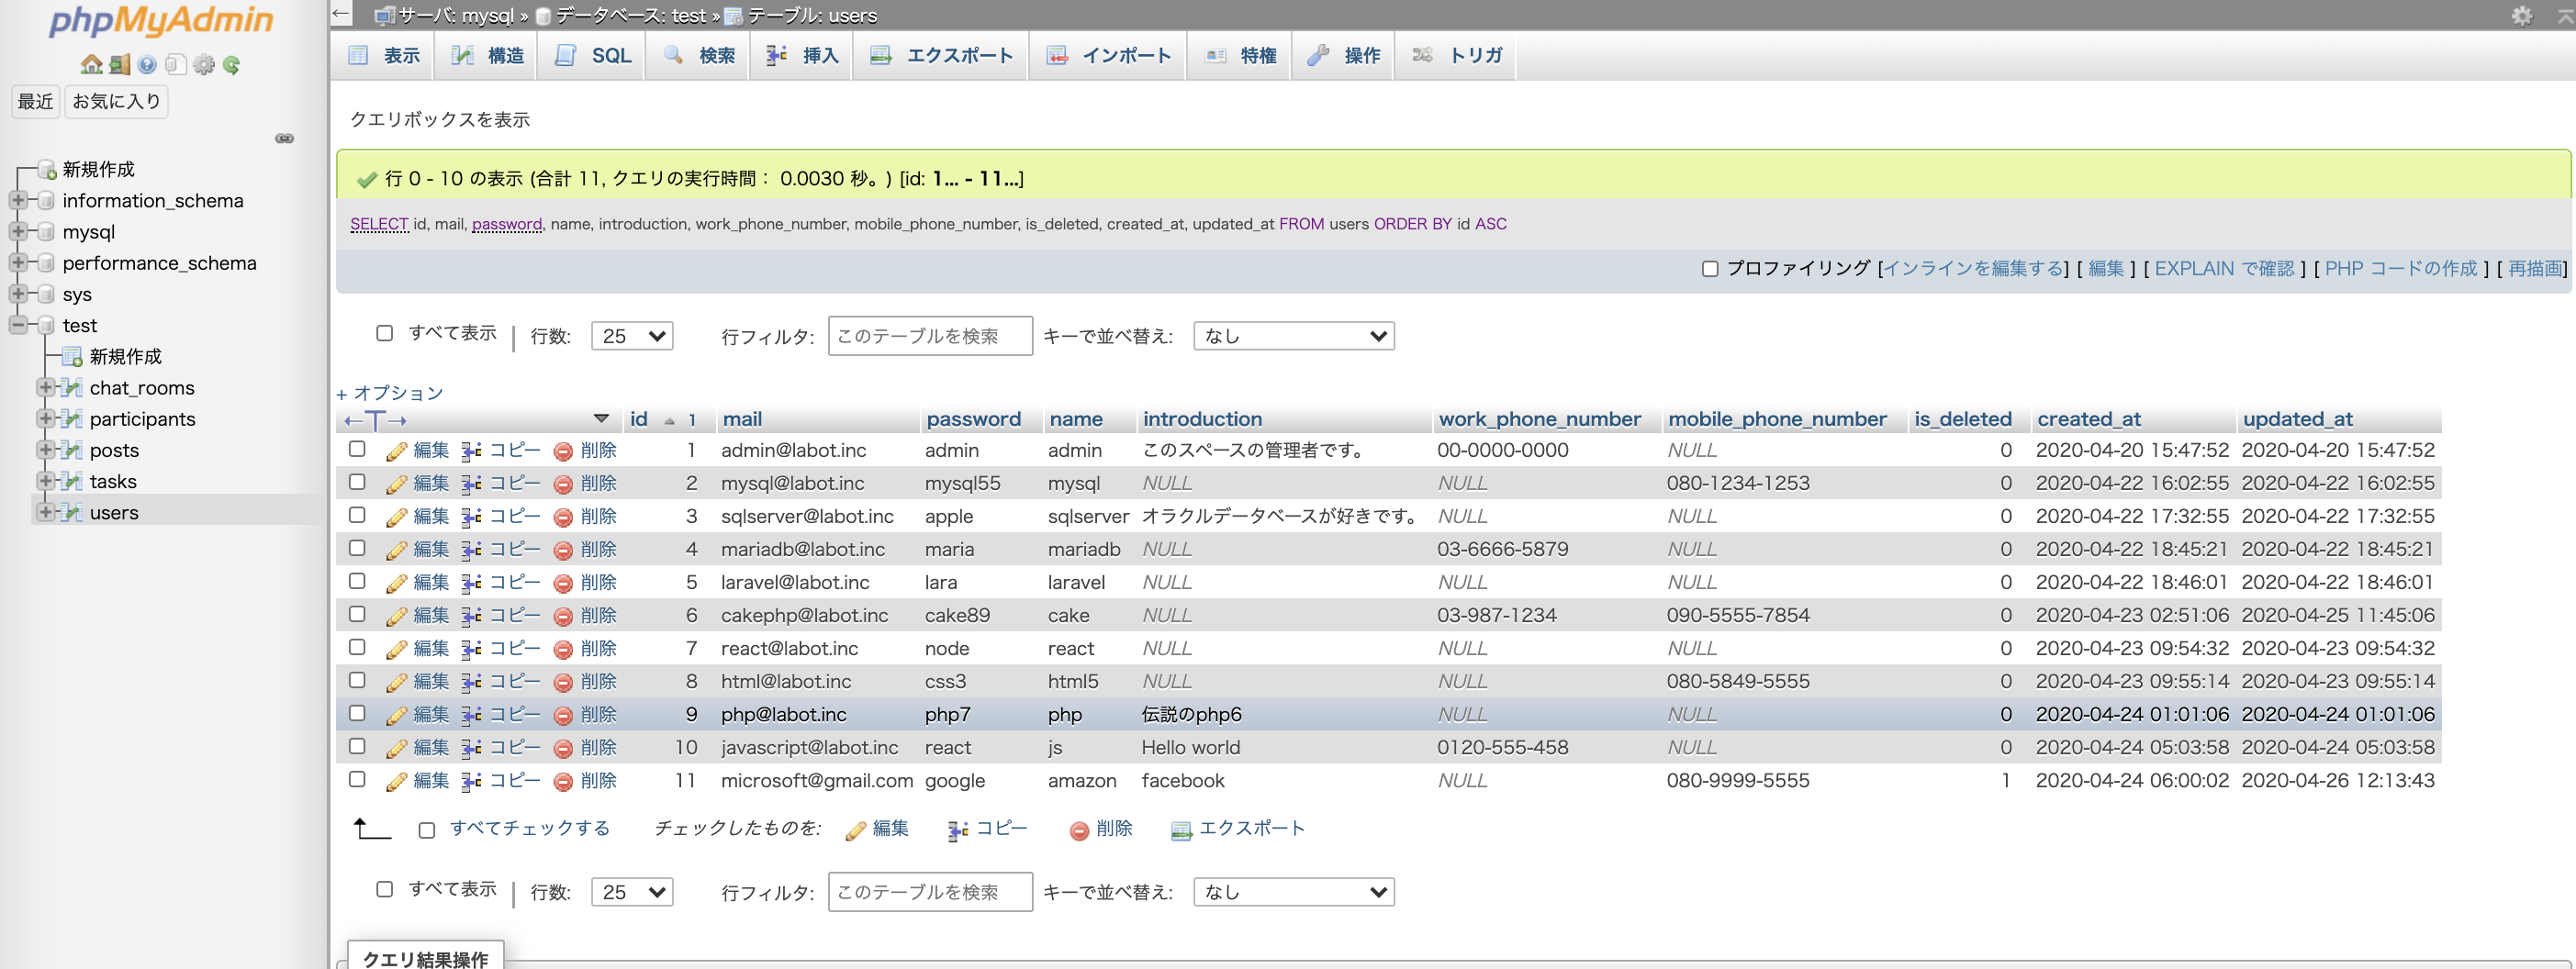 phpMyAdmin
最近 お気に入り
新規作成
information_schema
mysql
performance_schema
sys
test
新規作成
chat_rooms
participants
posts
tasks
users
← サーバ: mysql » データベース: test » テーブル: users
表示 構造 SQL 検索 挿入 エクスポート インポート 特権 操作 トリガ
クエリボックスを表示
行 0 - 10 の表示 (合計 11, クエリの実行時間： 0.0030 秒。) [id: 1... - 11...]
SELECT id, mail, password, name, introduction, work_phone_number, mobile_phone_number, is_deleted, created_at, updated_at FROM users ORDER BY id ASC
プロファイリング [インラインを編集する] [ 編集 ] [ EXPLAIN で確認 ] [ PHP コードの作成 ] [ 再描画]
すべて表示 | 行数: 25 行フィルタ: このテーブルを検索 キーで並べ替え: なし
+ オプション
←T→ id 1 mail password name introduction work_phone_number mobile_phone_number is_deleted created_at updated_at
編集 コピー 削除 1 admin@labot.inc admin admin このスペースの管理者です。 00-0000-0000 NULL 0 2020-04-20 15:47:52 2020-04-20 15:47:52
編集 コピー 削除 2 mysql@labot.inc mysql55 mysql NULL NULL 080-1234-1253 0 2020-04-22 16:02:55 2020-04-22 16:02:55
編集 コピー 削除 3 sqlserver@labot.inc apple sqlserver オラクルデータベースが好きです。 NULL NULL 0 2020-04-22 17:32:55 2020-04-22 17:32:55
編集 コピー 削除 4 mariadb@labot.inc maria mariadb NULL 03-6666-5879 NULL 0 2020-04-22 18:45:21 2020-04-22 18:45:21
編集 コピー 削除 5 laravel@labot.inc lara laravel NULL NULL NULL 0 2020-04-22 18:46:01 2020-04-22 18:46:01
編集 コピー 削除 6 cakephp@labot.inc cake89 cake NULL 03-987-1234 090-5555-7854 0 2020-04-23 02:51:06 2020-04-25 11:45:06
編集 コピー 削除 7 react@labot.inc node react NULL NULL NULL 0 2020-04-23 09:54:32 2020-04-23 09:54:32
編集 コピー 削除 8 html@labot.inc css3 html5 NULL NULL 080-5849-5555 0 2020-04-23 09:55:14 2020-04-23 09:55:14
編集 コピー 削除 9 php@labot.inc php7 php 伝説のphp6 NULL NULL 0 2020-04-24 01:01:06 2020-04-24 01:01:06
編集 コピー 削除 10 javascript@labot.inc react js Hello world 0120-555-458 NULL 0 2020-04-24 05:03:58 2020-04-24 05:03:58
編集 コピー 削除 11 microsoft@gmail.com google amazon facebook NULL 080-9999-5555 1 2020-04-24 06:00:02 2020-04-26 12:13:43
すべてチェックする チェックしたものを: 編集 コピー 削除 エクスポート
すべて表示 | 行数: 25 行フィルタ: このテーブルを検索 キーで並べ替え: なし
クエリ結果操作